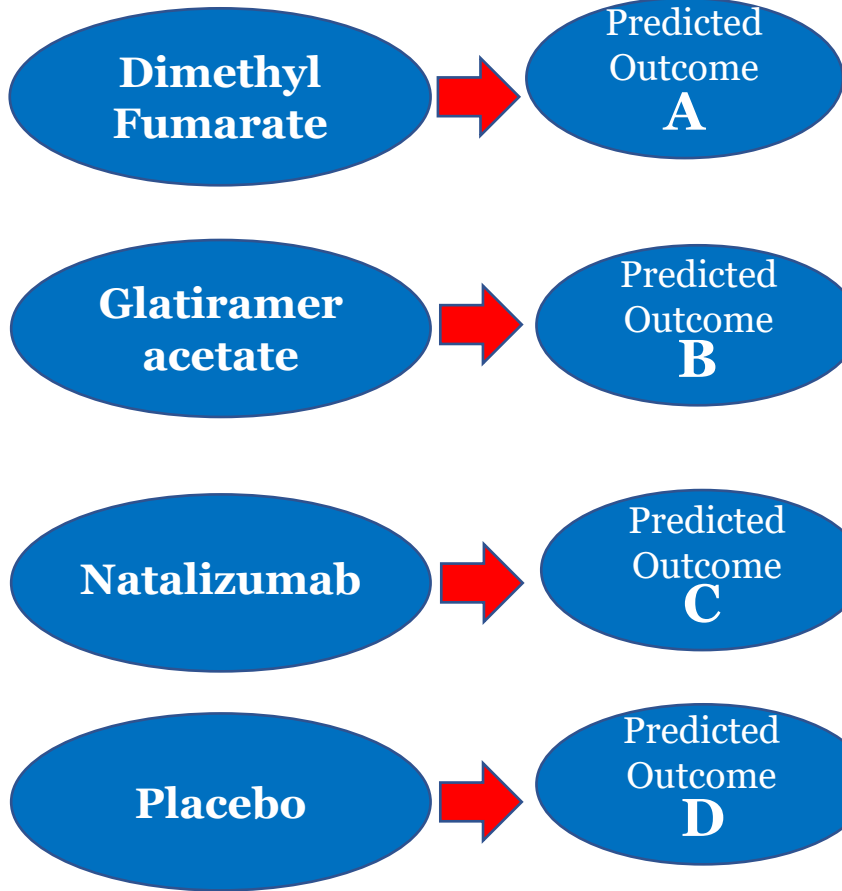 Dimethyl
Fumarate
Predicted
Outcome
A
Glatiramer
acetate
Predicted
Outcome
B
Natalizumab
Predicted
Outcome
C
Placebo
Predicted
Outcome
D